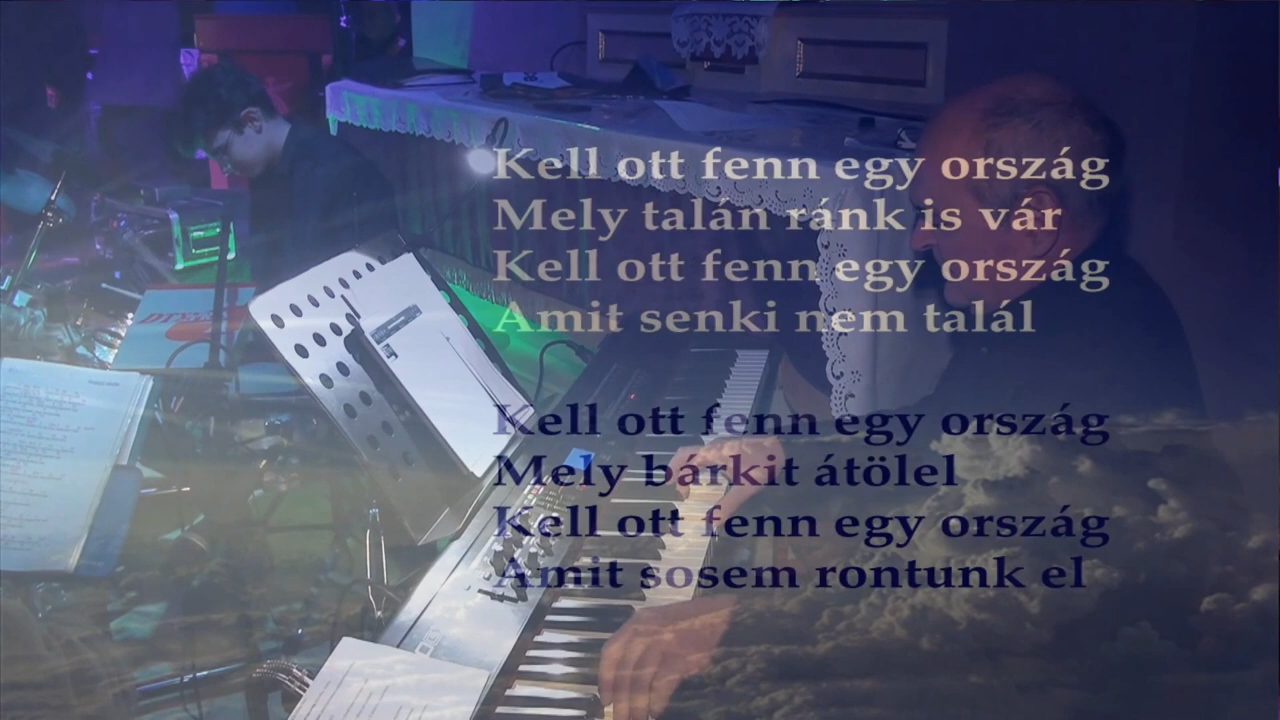 Kell ott fenn egy ország
Mely talán ránk is vár
Kell ott fenn egy ország
Amit senki nem talál
Kell ott fenn egy ország
Mely bárkit átölel
Kell ott fenn egy ország
Amit sosem rontunk el